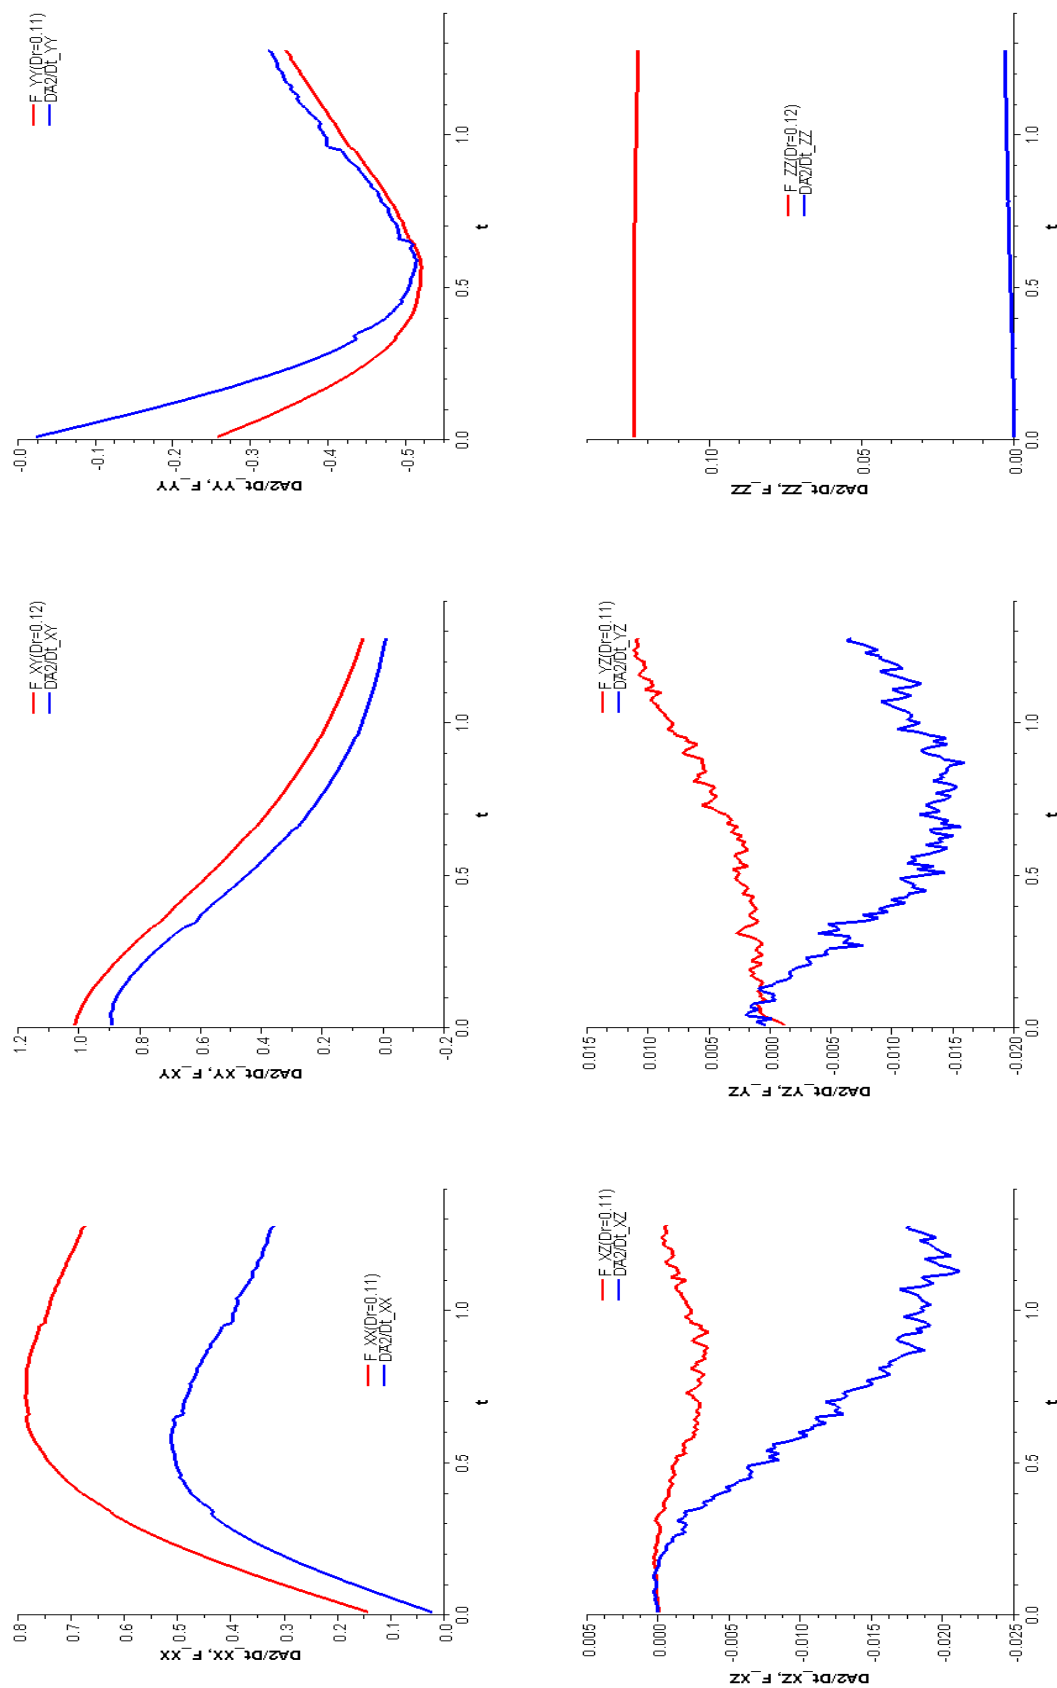 F_XX(Dr=0.11)
DA2/Dt_XX
DA2/Dt_XX, F_XX
0.8
0.7
0.6
0.5
0.4
0.3
0.2
0.1
0.0 0.5 1.0
t
F_XY(Dr=0.12)
DA2/Dt_XY
DA2/Dt_XY, F_XY
1.2
1.0
0.8
0.6
0.4
0.2
0.0
-0.2
0.0 0.5 1.0
t
F_YY(Dr=0.11)
DA2/Dt_YY
DA2/Dt_YY, F_YY
-0.0
-0.1
-0.2
-0.3
-0.4
-0.5
0.0 0.5 1.0
t
F_XZ(Dr=0.11)
DA2/Dt_XZ
DA2/Dt_XZ, F_XZ
0.005
0.000
-0.005
-0.010
-0.015
-0.020
-0.025
0.0 0.5 1.0
t
F_YZ(Dr=0.11)
DA2/Dt_YZ
DA2/Dt_YZ, F_YZ
0.015
0.010
0.005
0.000
-0.005
-0.010
-0.015
-0.020
0.0 0.5 1.0
t
F_ZZ(Dr=0.12)
DA2/Dt_ZZ
DA2/Dt_ZZ, F_ZZ
0.10
0.05
0.00
0.0 0.5 1.0
t